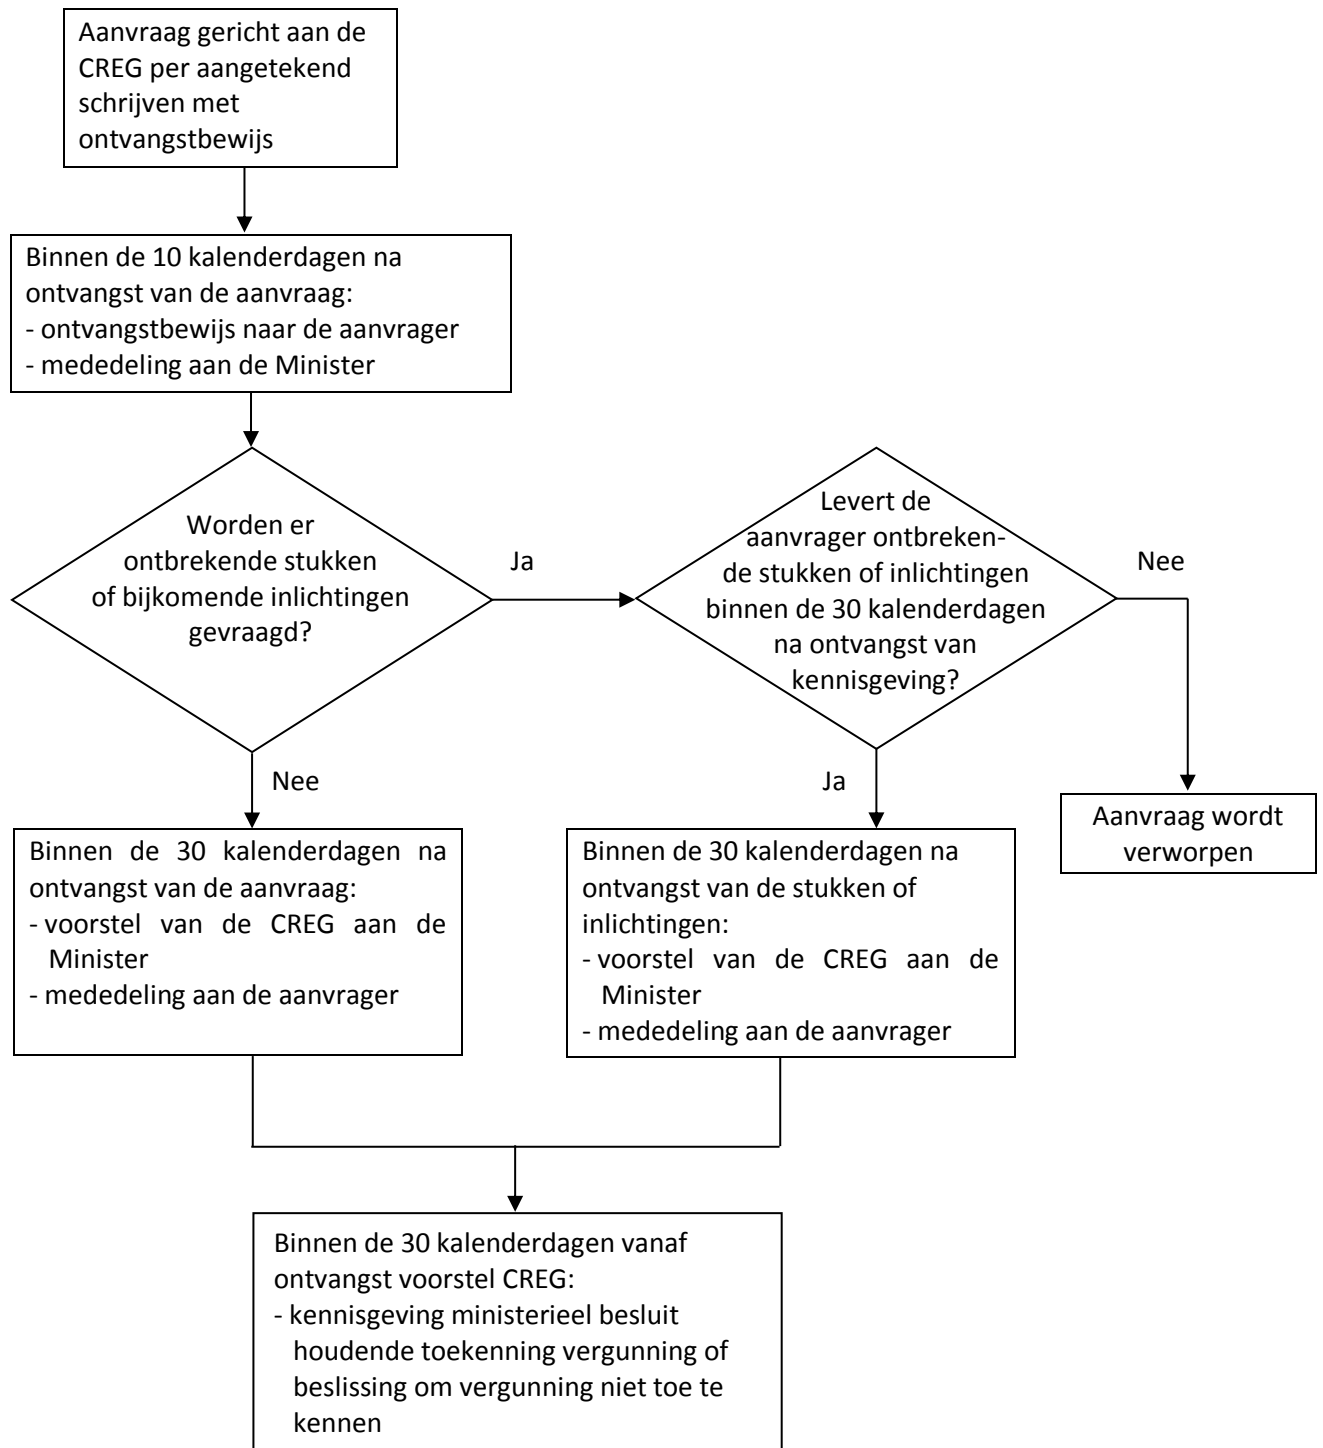 Aanvraag gericht aan de
CREG per aangetekend
schrijven met
ontvangstbewijs
Binnen de 10 kalenderdagen na
ontvangst van de aanvraag:
- ontvangstbewijs naar de aanvrager
- mededeling aan de Minister
Worden er
ontbrekende stukken
of bijkomende inlichtingen
gevraagd?
Ja
Levert de
aanvrager ontbreken-
de stukken of inlichtingen
binnen de 30 kalenderdagen
na ontvangst van
kennisgeving?
Nee
Nee
Ja
Aanvraag wordt
verworpen
Binnen de 30 kalenderdagen na
ontvangst van de aanvraag:
- voorstel van de CREG aan de
Minister
- mededeling aan de aanvrager
Binnen de 30 kalenderdagen na
ontvangst van de stukken of
inlichtingen:
- voorstel van de CREG aan de
Minister
- mededeling aan de aanvrager
Binnen de 30 kalenderdagen vanaf
ontvangst voorstel CREG:
- kennisgeving ministerieel besluit
houdende toekenning vergunning of
beslissing om vergunning niet toe te
kennen